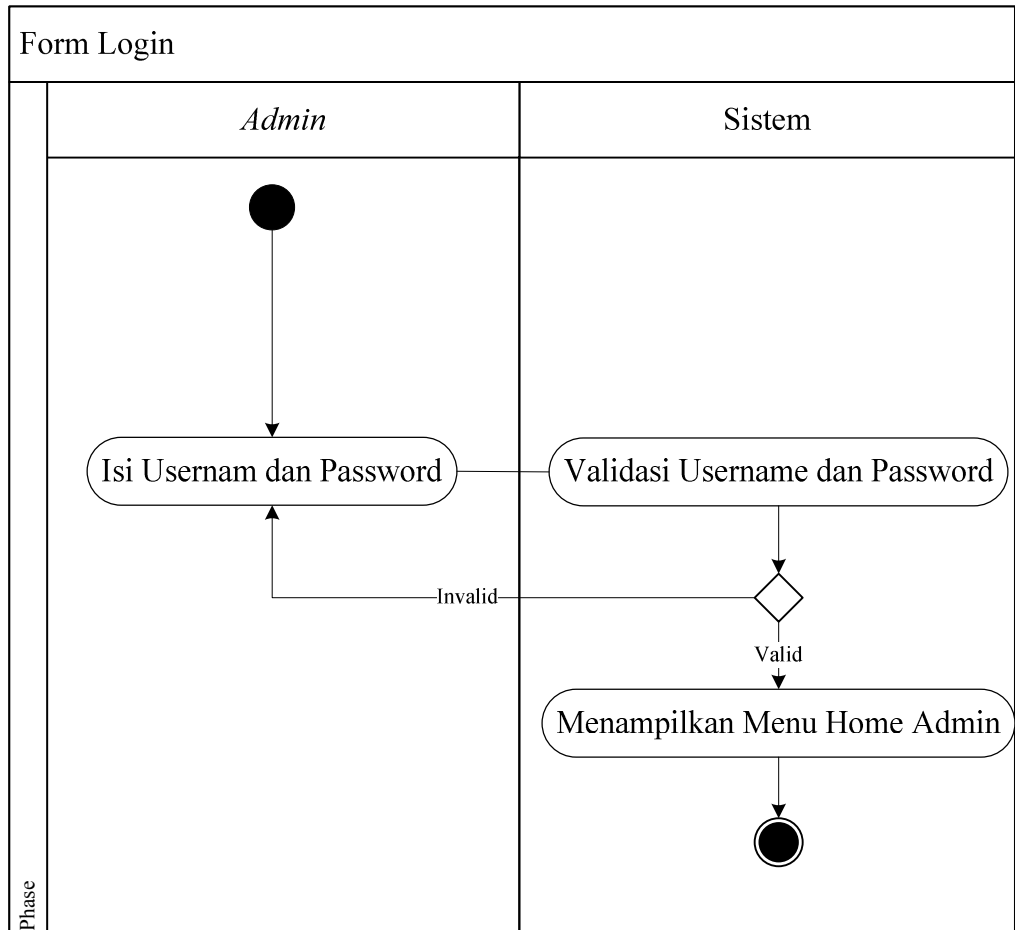 Form Login
Admin
Sistem
Isi Usernam dan Password
Validasi Username dan Password
Invalid
Valid
Menampilkan Menu Home Admin
Phase